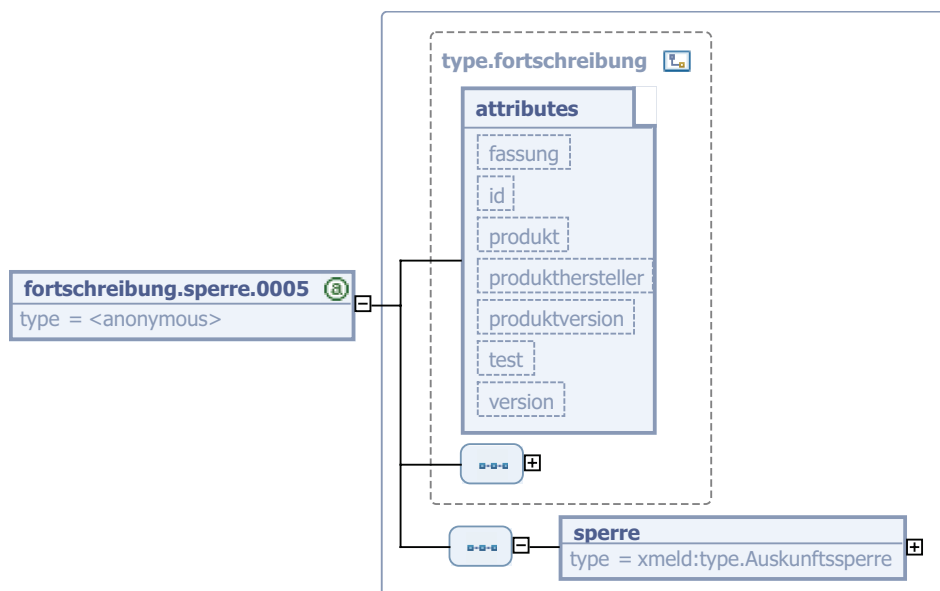 type.fortschreibung
attributes
fassung
id
produkt
produkthersteller
produktversion
test
version
fortschreibung.sperre.0005 @
type = <anonymous>
sperre
type = xmeld:type.Auskunftssperre